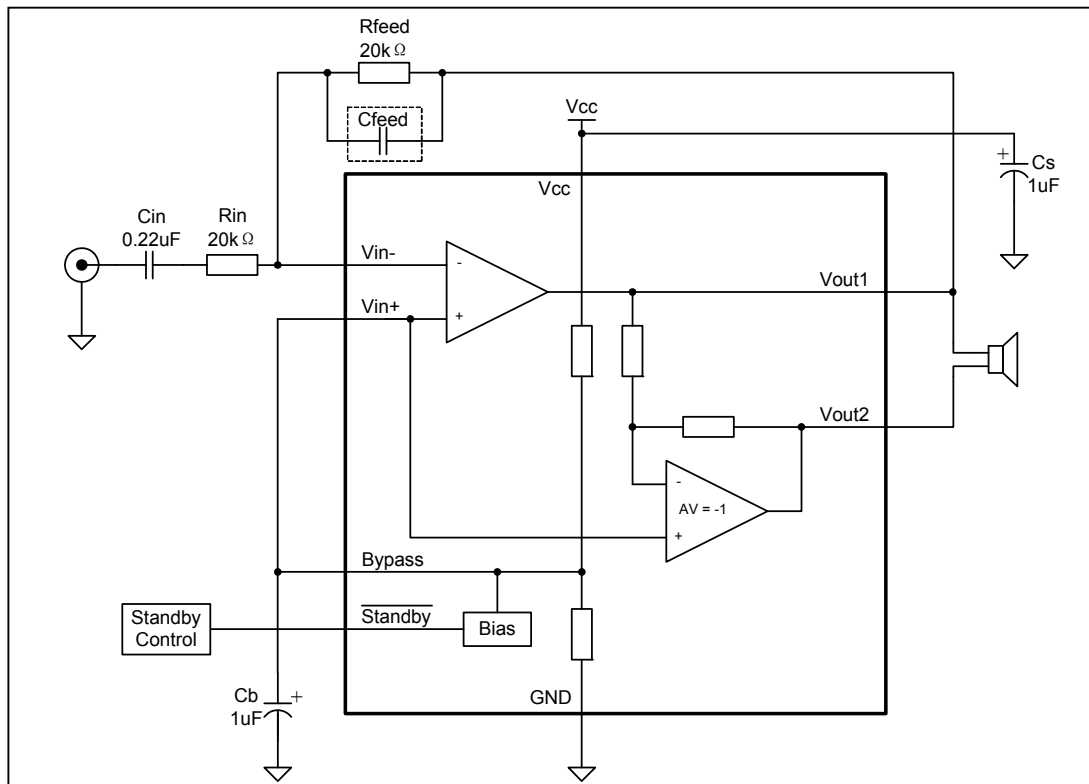 Rfeed
20kΩ
Cfeed
Vcc
+
Cs
1uF
Vcc
Cin
0.22uF
Rin
20kΩ
Vin-
-
Vout1
Vin+
+
Vout2
-
AV = -1
+
Bypass
Standby
Control
Standby
Bias
GND
Cb
1uF
+